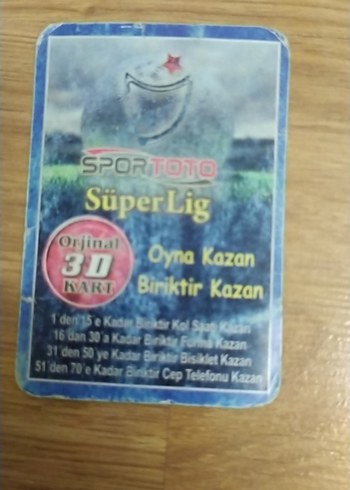 SPORTOTO
SüperLig
Orjinal
3D
KART
Oyna Kazan
Biriktir Kazan
1'den 15'e Kadar Biriktir Kol Saati Kazan
16'dan 30'a Kadar Biriktir Forma Kazan
31'den 50'ye Kadar Biriktir Bisiklet Kazan
51'den 70'e Kadar Biriktir Cep Telefonu Kazan